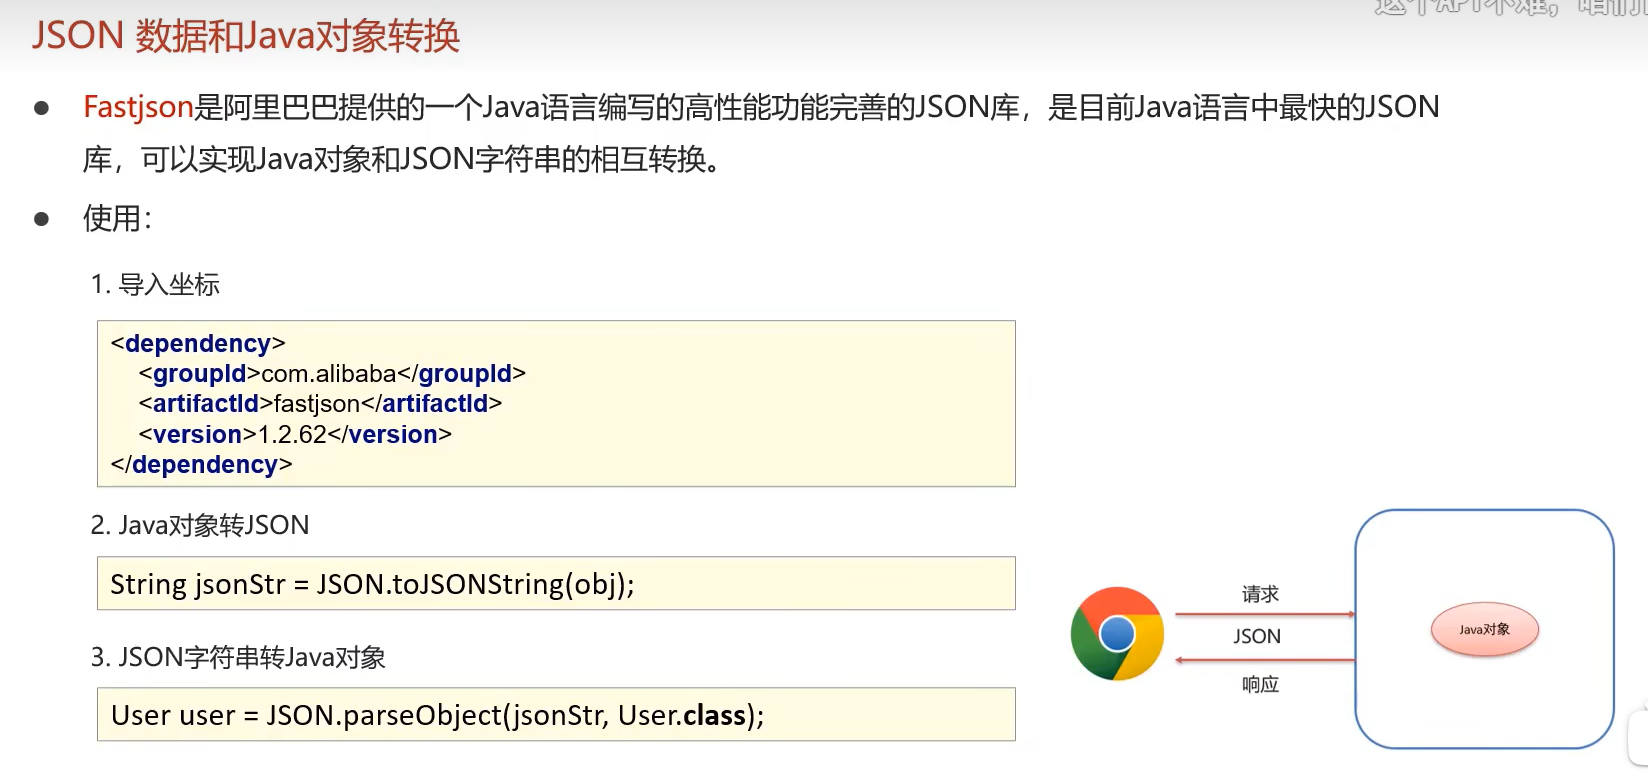 JSON 数据和Java对象转换
Fastjson是阿里巴巴提供的一个Java语言编写的高性能功能完善的JSON库，是目前Java语言中最快的JSON
库，可以实现Java对象和JSON字符串的相互转换。
使用：
1. 导入坐标
<dependency>
<groupId>com.alibaba</groupId>
<artifactId>fastjson</artifactId>
<version>1.2.62</version>
</dependency>
2. Java对象转JSON
String jsonStr = JSON.toJSONString(obj);
3. JSON字符串转Java对象
User user = JSON.parseObject(jsonStr, User.class);
请求
JSON
响应
Java对象